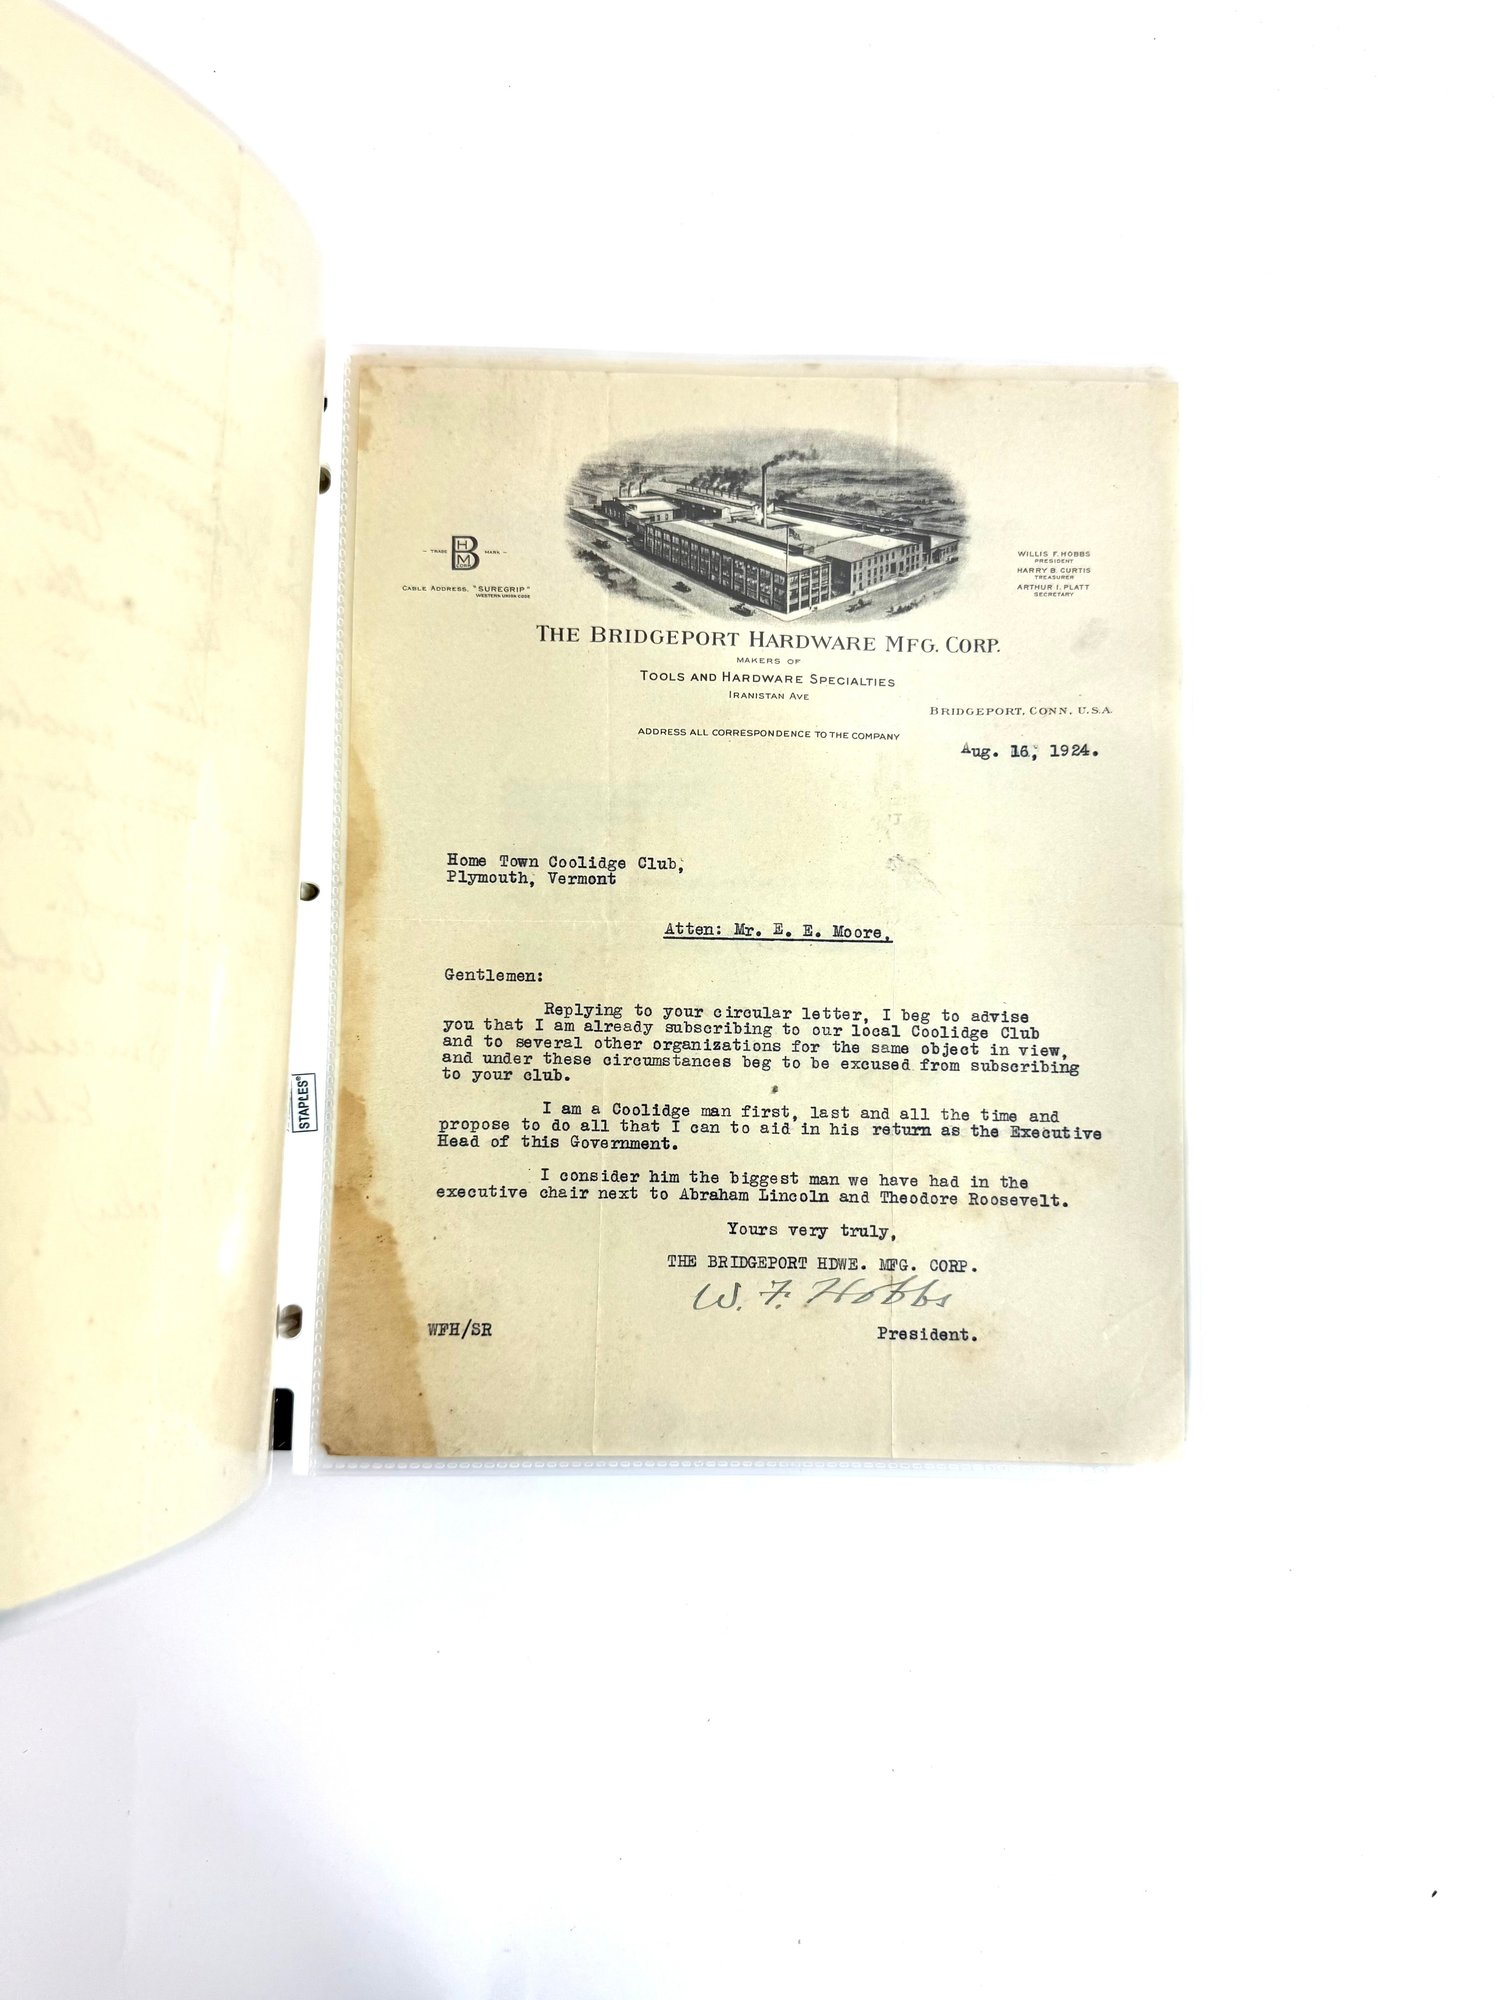 TRADE BHM MARK
CABLE ADDRESS, "SUREGRIP"
WESTERN UNION CODE
WILLIS F. HOBBS
PRESIDENT
HARRY B. CURTIS
TREASURER
ARTHUR I. PLATT
SECRETARY
THE BRIDGEPORT HARDWARE MFG. CORP.
MAKERS OF
TOOLS AND HARDWARE SPECIALTIES
IRANISTAN AVE
BRIDGEPORT, CONN. U.S.A.
ADDRESS ALL CORRESPONDENCE TO THE COMPANY
Aug. 16, 1924.
Home Town Coolidge Club,
Plymouth, Vermont
Atten: Mr. E. E. Moore.
Gentlemen:
Replying to your circular letter, I beg to advise
you that I am already subscribing to our local Coolidge Club
and to several other organizations for the same object in view,
and under these circumstances beg to be excused from subscribing
to your club.
I am a Coolidge man first, last and all the time and
propose to do all that I can to aid in his return as the Executive
Head of this Government.
I consider him the biggest man we have had in the
executive chair next to Abraham Lincoln and Theodore Roosevelt.
Yours very truly,
THE BRIDGEPORT HDWE. MFG. CORP.
W. F. Hobbs
WFH/SR President.
STAPLES®